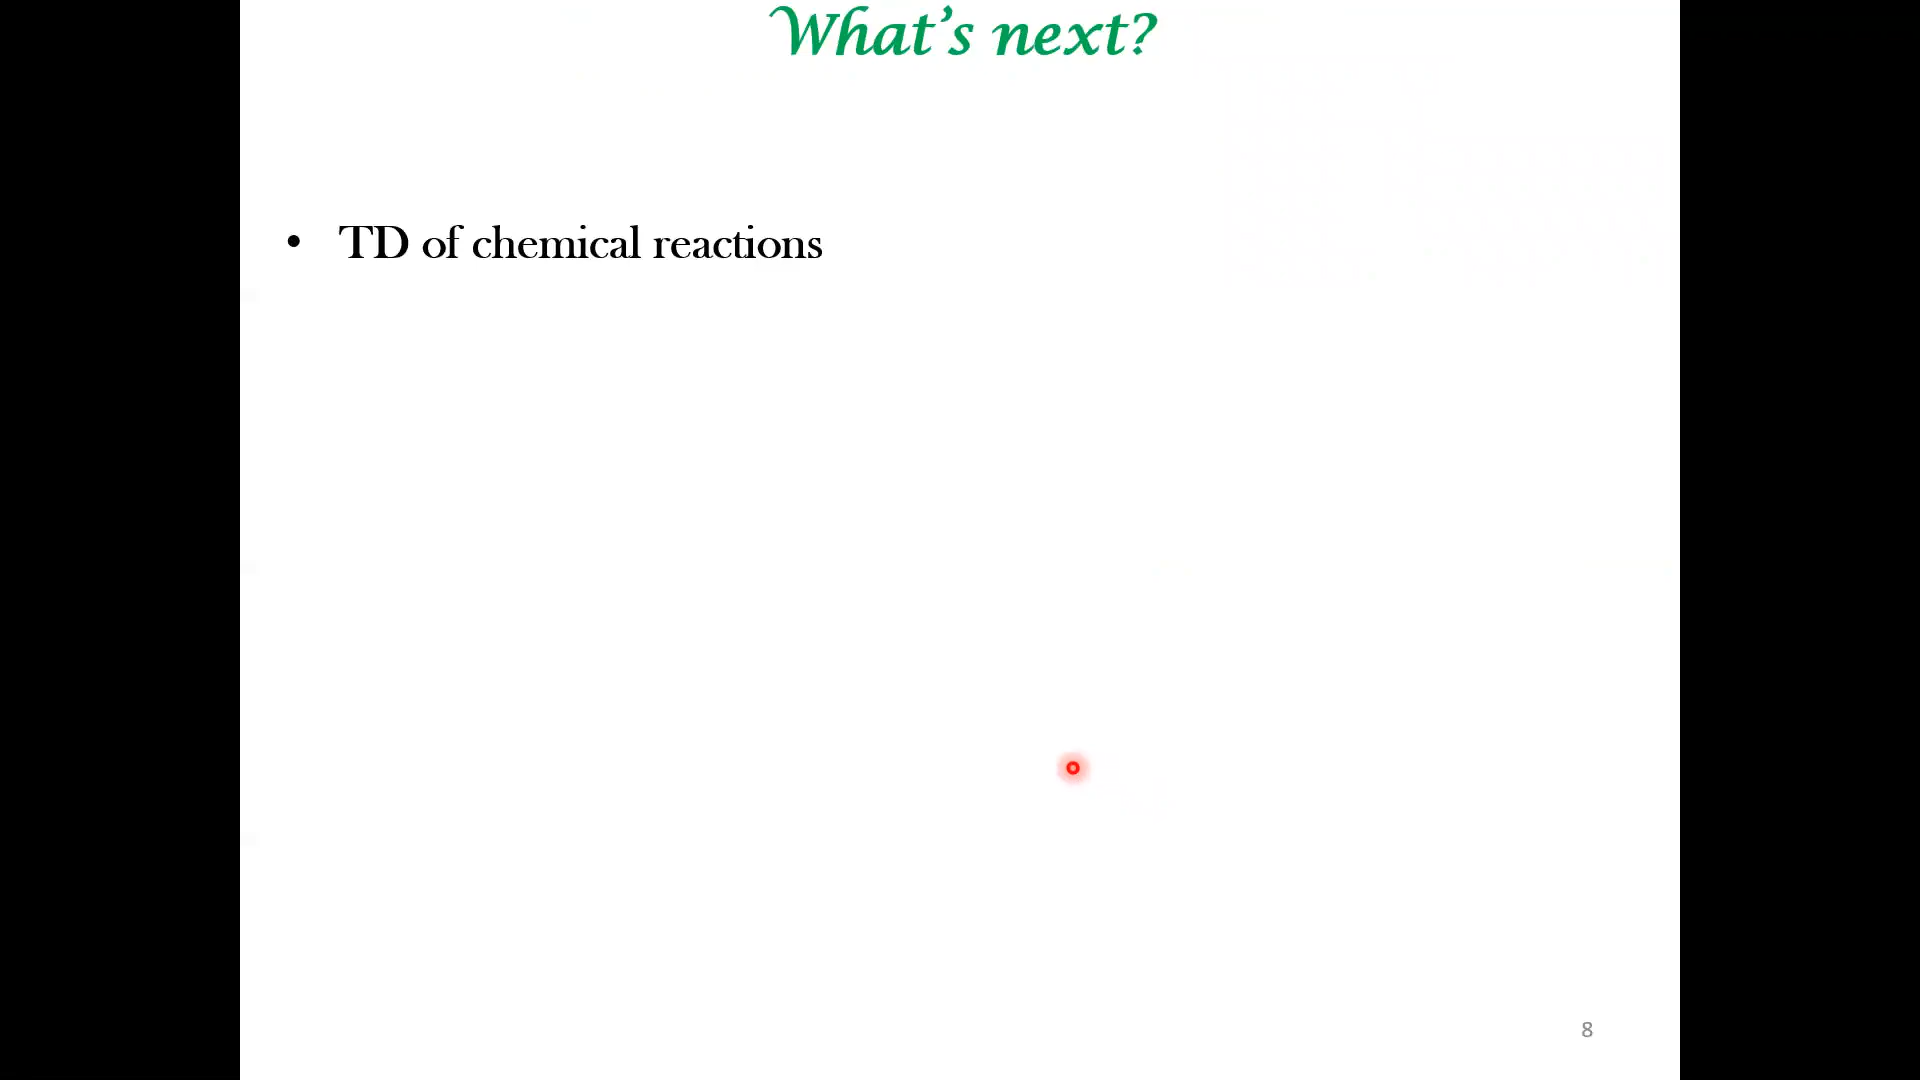 What's next?
• TD of chemical reactions
8